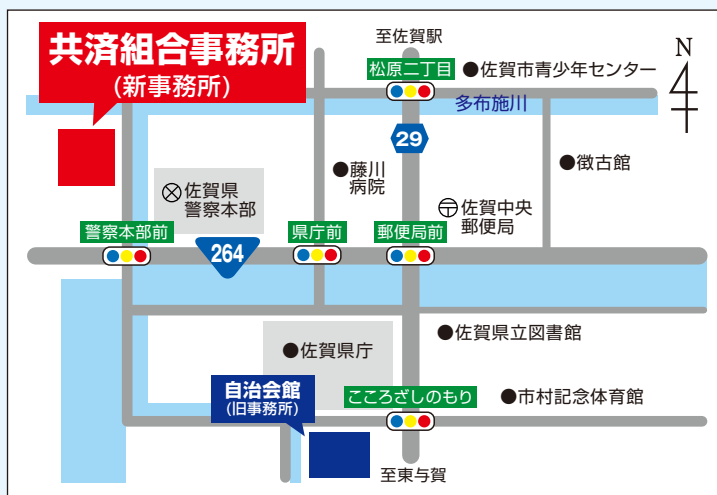 共済組合事務所
(新事務所)
至佐賀駅
松原二丁目
●佐賀市青少年センター
N
多布施川
29
●藤川
病院
●徴古館
佐賀県
警察本部
〒佐賀中央
郵便局
警察本部前
264
県庁前
郵便局前
●佐賀県立図書館
●佐賀県庁
自治会館
(旧事務所)
こころざしのもり
●市村記念体育館
至東与賀